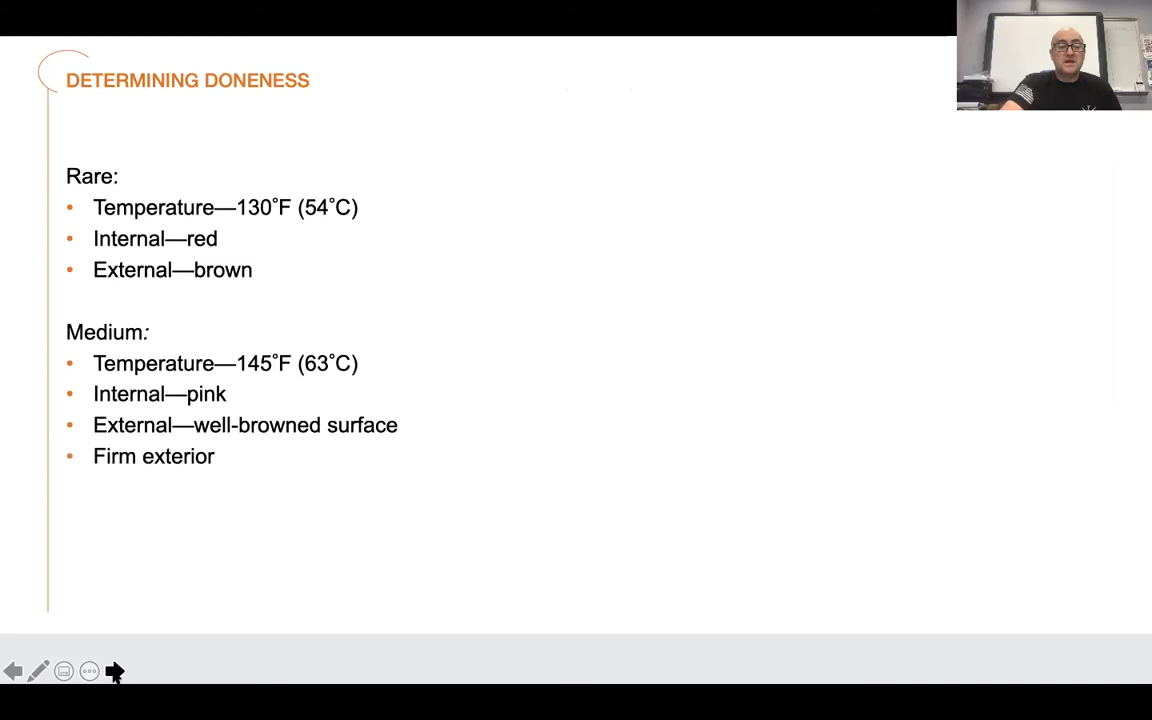 DETERMINING DONENESS
Rare:
• Temperature—130˚F (54˚C)
• Internal—red
• External—brown
Medium:
• Temperature—145˚F (63˚C)
• Internal—pink
• External—well-browned surface
• Firm exterior